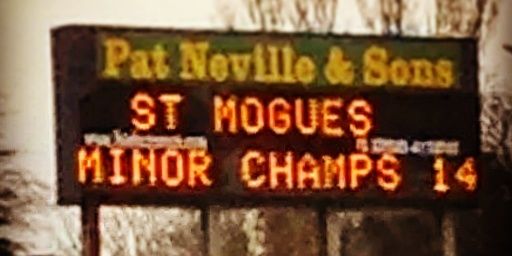 Pat Neville & Sons
ST MOGUES
MINOR CHAMPS 14